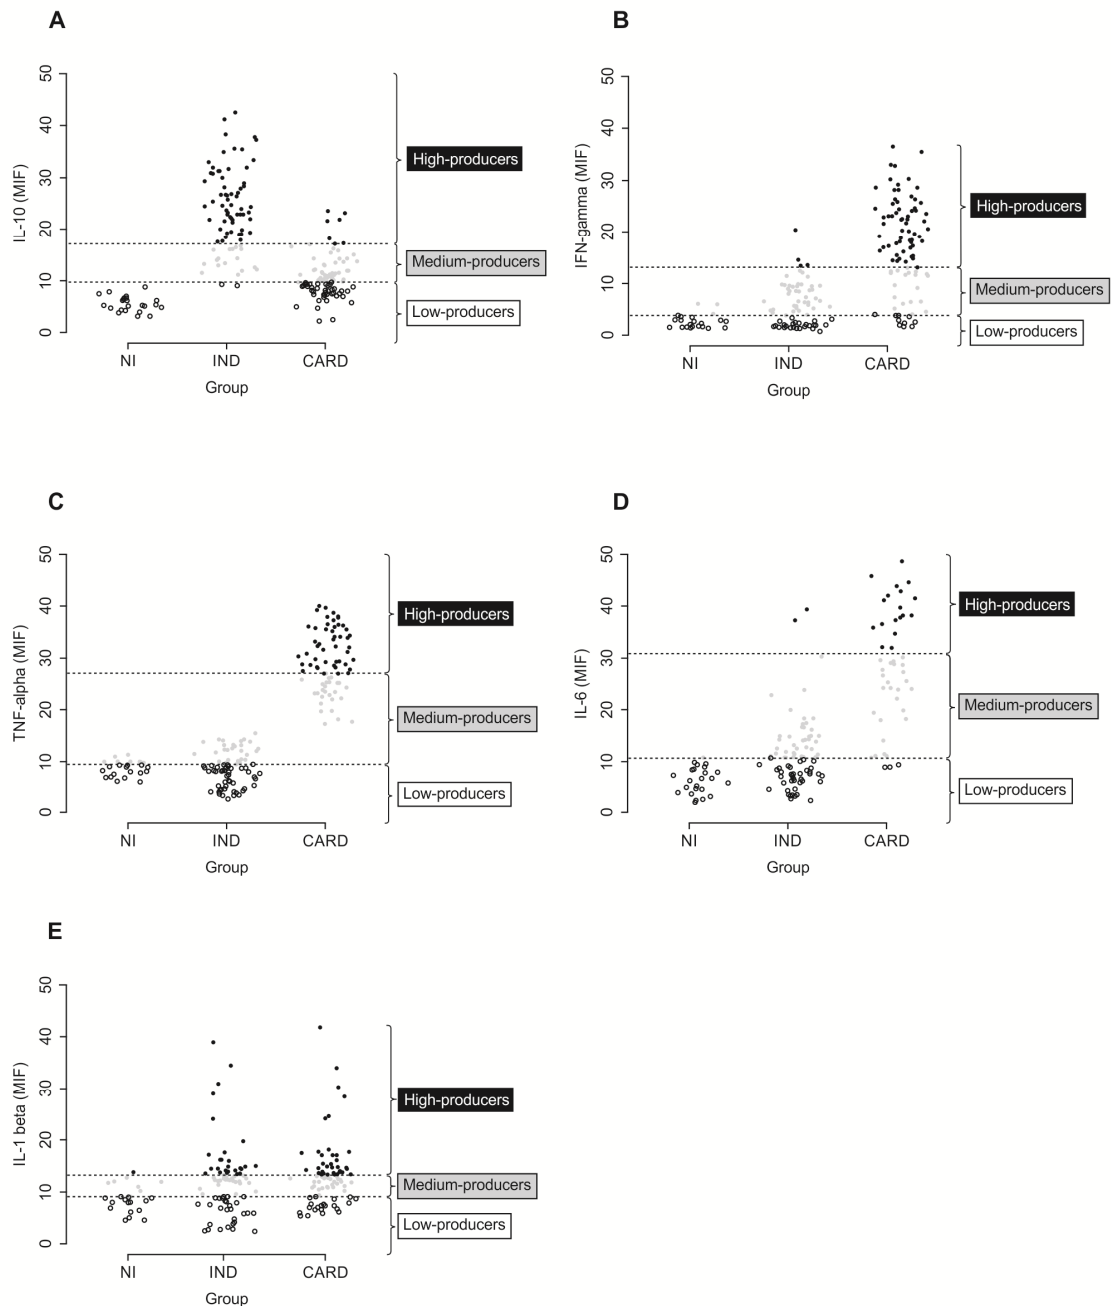 A
IL-10 (MIF)
50
40
30
20
10
0
High-producers
Medium-producers
Low-producers
NI IND CARD
Group
B
IFN-gamma (MIF)
50
40
30
20
10
0
High-producers
Medium-producers
Low-producers
NI IND CARD
Group
C
TNF-alpha (MIF)
50
40
30
20
10
0
High-producers
Medium-producers
Low-producers
NI IND CARD
Group
D
IL-6 (MIF)
50
40
30
20
10
0
High-producers
Medium-producers
Low-producers
NI IND CARD
Group
E
IL-1 beta (MIF)
50
40
30
20
10
0
High-producers
Medium-producers
Low-producers
NI IND CARD
Group